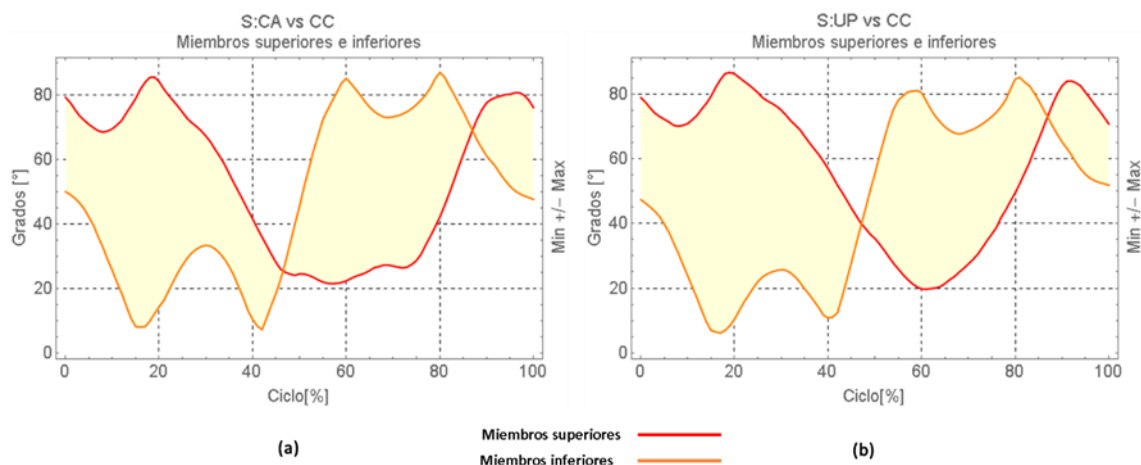 S:CA vs CC
Miembros superiores e inferiores
Grados [°]
80
60
40
20
0
0 20 40 60 80 100
Ciclo[%]
Min +/− Max
(a)
S:UP vs CC
Miembros superiores e inferiores
Grados [°]
80
60
40
20
0
0 20 40 60 80 100
Ciclo[%]
Min +/− Max
(b)
Miembros superiores
Miembros inferiores